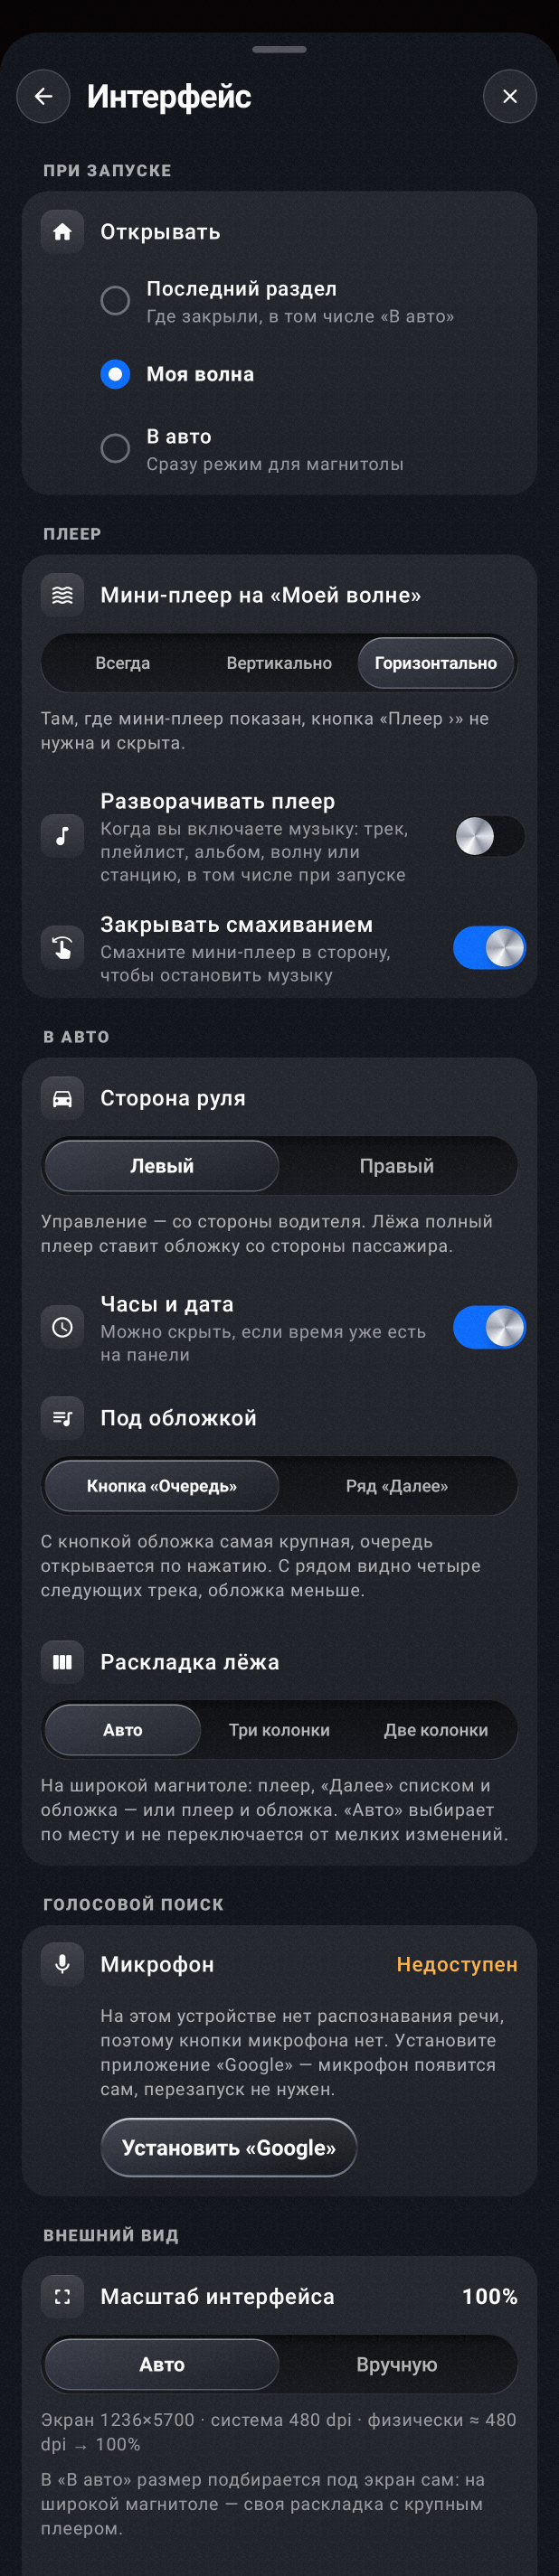 Интерфейс
ПРИ ЗАПУСКЕ
Открывать
Последний раздел
Где закрыли, в том числе «В авто»
Моя волна
В авто
Сразу режим для магнитолы
ПЛЕЕР
Мини-плеер на «Моей волне»
Всегда Вертикально Горизонтально
Там, где мини-плеер показан, кнопка «Плеер ›» не
нужна и скрыта.
Разворачивать плеер
Когда вы включаете музыку: трек,
плейлист, альбом, волну или
станцию, в том числе при запуске
Закрывать смахиванием
Смахните мини-плеер в сторону,
чтобы остановить музыку
В АВТО
Сторона руля
Левый Правый
Управление — со стороны водителя. Лёжа полный
плеер ставит обложку со стороны пассажира.
Часы и дата
Можно скрыть, если время уже есть
на панели
Под обложкой
Кнопка «Очередь» Ряд «Далее»
С кнопкой обложка самая крупная, очередь
открывается по нажатию. С рядом видно четыре
следующих трека, обложка меньше.
Раскладка лёжа
Авто Три колонки Две колонки
На широкой магнитоле: плеер, «Далее» списком и
обложка — или плеер и обложка. «Авто» выбирает
по месту и не переключается от мелких изменений.
ГОЛОСОВОЙ ПОИСК
Микрофон Недоступен
На этом устройстве нет распознавания речи,
поэтому кнопки микрофона нет. Установите
приложение «Google» — микрофон появится
сам, перезапуск не нужен.
Установить «Google»
ВНЕШНИЙ ВИД
Масштаб интерфейса 100%
Авто Вручную
Экран 1236×5700 · система 480 dpi · физически ≈ 480
dpi → 100%
В «В авто» размер подбирается под экран сам: на
широкой магнитоле — своя раскладка с крупным
плеером.